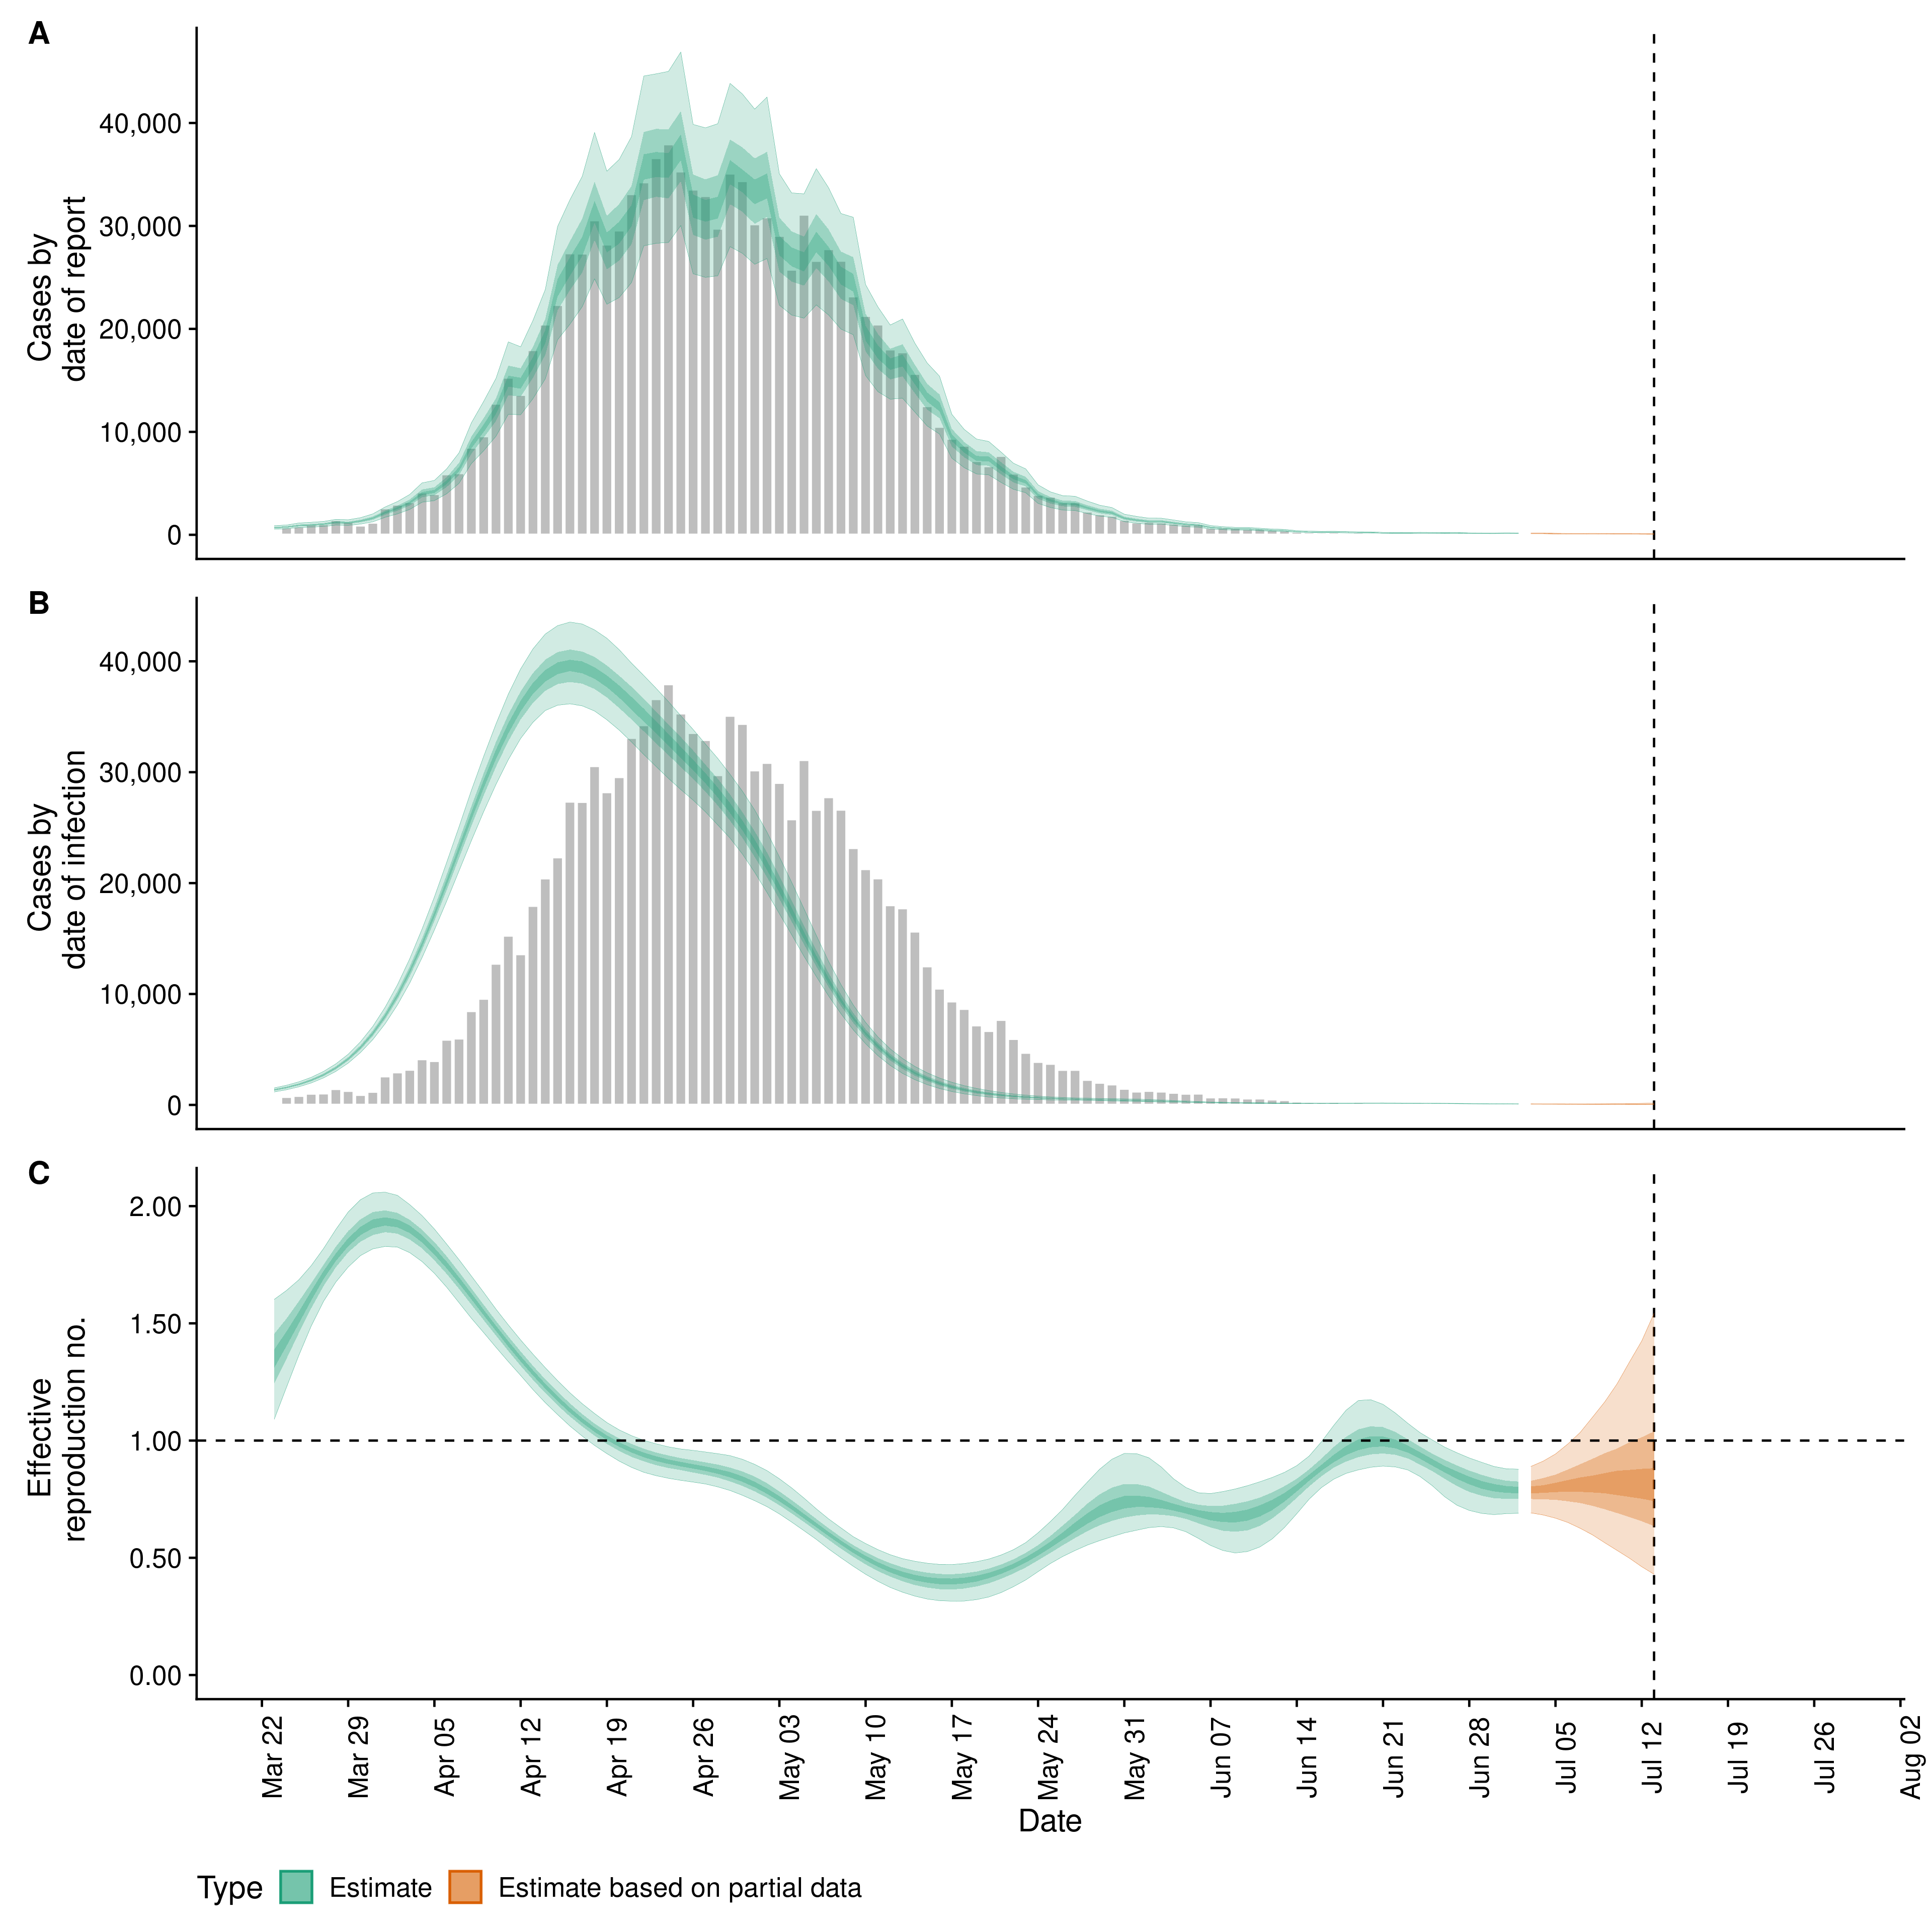 A
Cases by
date of report
40,000
30,000
20,000
10,000
0
B
Cases by
date of infection
40,000
30,000
20,000
10,000
0
C
Effective
reproduction no.
2.00
1.50
1.00
0.50
0.00
Mar 22
Mar 29
Apr 05
Apr 12
Apr 19
Apr 26
May 03
May 10
May 17
May 24
May 31
Jun 07
Jun 14
Jun 21
Jun 28
Jul 05
Jul 12
Jul 19
Jul 26
Aug 02
Date
Type Estimate Estimate based on partial data